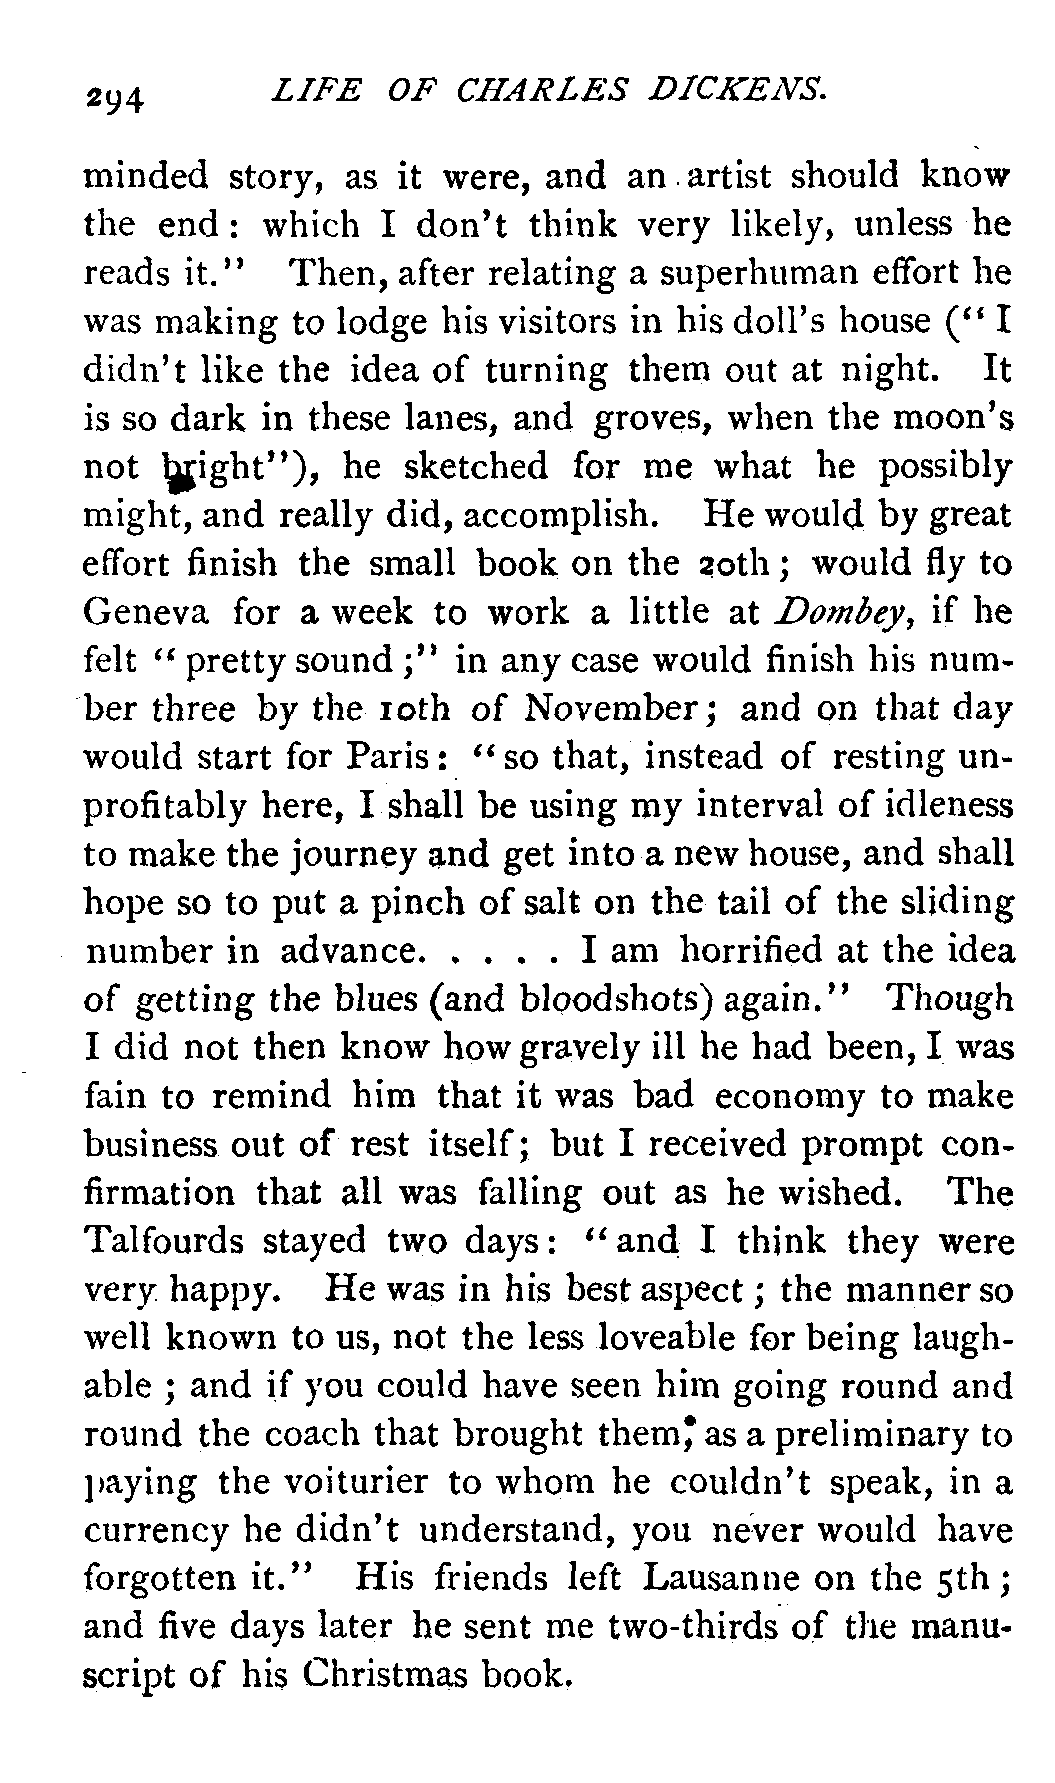 294 LIFE OF CHARLES DICKENS.
minded story, as it were, and an artist should know
the end : which I don't think very likely, unless he
reads it." Then, after relating a superhuman effort he
was making to lodge his visitors in his doll's house (" I
didn't like the idea of turning them out at night. It
is so dark in these lanes, and groves, when the moon's
not bright"), he sketched for me what he possibly
might, and really did, accomplish. He would by great
effort finish the small book on the 20th ; would fly to
Geneva for a week to work a little at Dombey, if he
felt " pretty sound ;" in any case would finish his num-
ber three by the 10th of November ; and on that day
would start for Paris : " so that, instead of resting un-
profitably here, I shall be using my interval of idleness
to make the journey and get into a new house, and shall
hope so to put a pinch of salt on the tail of the sliding
number in advance. . . . . I am horrified at the idea
of getting the blues (and bloodshots) again." Though
I did not then know how gravely ill he had been, I was
fain to remind him that it was bad economy to make
business out of rest itself ; but I received prompt con-
firmation that all was falling out as he wished. The
Talfourds stayed two days : " and I think they were
very happy. He was in his best aspect ; the manner so
well known to us, not the less loveable for being laugh-
able ; and if you could have seen him going round and
round the coach that brought them, as a preliminary to
paying the voiturier to whom he couldn't speak, in a
currency he didn't understand, you never would have
forgotten it." His friends left Lausanne on the 5th ;
and five days later he sent me two-thirds of the manu-
script of his Christmas book.